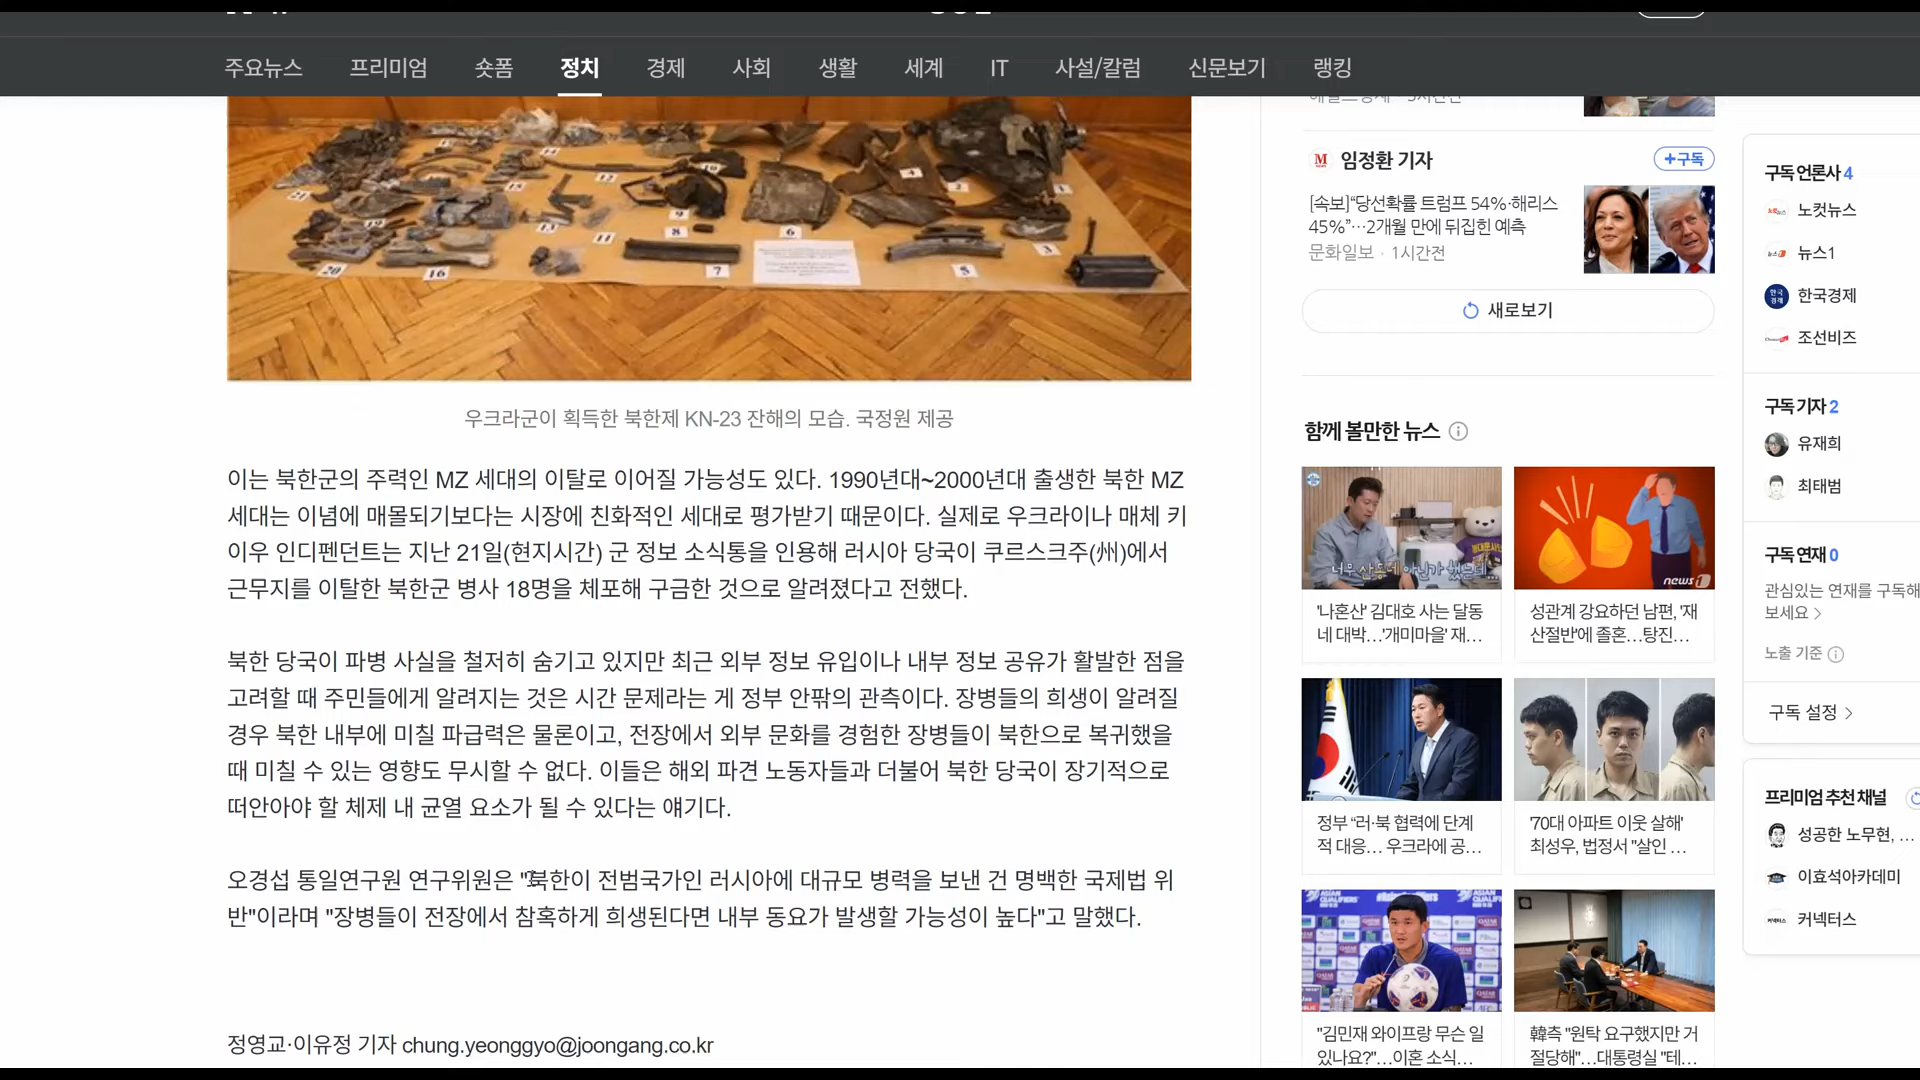 주요뉴스 프리미엄 숏폼 정치 경제 사회 생활 세계 IT 사설/칼럼 신문보기 랭킹
우크라군이 획득한 북한제 KN-23 잔해의 모습. 국정원 제공
이는 북한군의 주력인 MZ 세대의 이탈로 이어질 가능성도 있다. 1990년대~2000년대 출생한 북한 MZ
세대는 이념에 매몰되기보다는 시장에 친화적인 세대로 평가받기 때문이다. 실제로 우크라이나 매체 키
이우 인디펜던트는 지난 21일(현지시간) 군 정보 소식통을 인용해 러시아 당국이 쿠르스크주(州)에서
근무지를 이탈한 북한군 병사 18명을 체포해 구금한 것으로 알려졌다고 전했다.
북한 당국이 파병 사실을 철저히 숨기고 있지만 최근 외부 정보 유입이나 내부 정보 공유가 활발한 점을
고려할 때 주민들에게 알려지는 것은 시간 문제라는 게 정부 안팎의 관측이다. 장병들의 희생이 알려질
경우 북한 내부에 미칠 파급력은 물론이고, 전장에서 외부 문화를 경험한 장병들이 북한으로 복귀했을
때 미칠 수 있는 영향도 무시할 수 없다. 이들은 해외 파견 노동자들과 더불어 북한 당국이 장기적으로
떠안아야 할 체제 내 균열 요소가 될 수 있다는 얘기다.
오경섭 통일연구원 연구위원은 "북한이 전범국가인 러시아에 대규모 병력을 보낸 건 명백한 국제법 위
반"이라며 "장병들이 전장에서 참혹하게 희생된다면 내부 동요가 발생할 가능성이 높다"고 말했다.
정영교·이유정 기자 chung.yeonggyo@joongang.co.kr
M 임정환 기자 +구독
[속보]“당선확률 트럼프 54%·해리스
45%”…2개월 만에 뒤집힌 예측
문화일보 · 1시간전
새로보기
함께 볼만한 뉴스
너무 산동네 아닌가 했는데...
'나혼산' 김대호 사는 달동
네 대박…'개미마을' 재…
news1
성관계 강요하던 남편, '재
산절반'에 졸혼…탕진…
정부 “러·북 협력에 단계
적 대응… 우크라에 공…
'70대 아파트 이웃 살해'
최성우, 법정서 "살인 …
"김민재 와이프랑 무슨 일
있나요?"…이혼 소식…
韓측 "원탁 요구했지만 거
절당해"…대통령실 "테…
구독 언론사 4
노컷뉴스
뉴스1
한국경제
조선비즈
구독 기자 2
유재희
최태범
구독 연재 0
관심있는 연재를 구독해
보세요 >
노출 기준
구독 설정 >
프리미엄 추천 채널
성공한 노무현, …
이효석아카데미
커넥터스